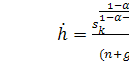 ḣ = s_k^{1-α} / 1-α-
(n+g